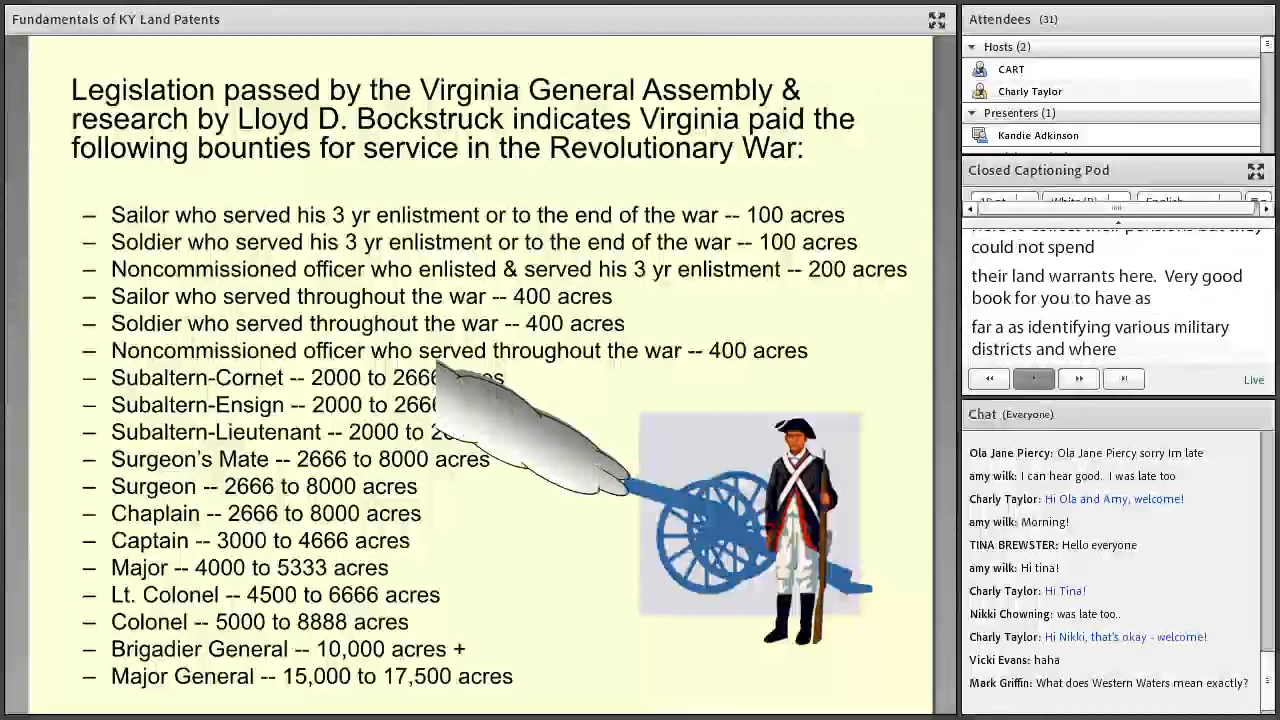 Fundamentals of KY Land Patents
Legislation passed by the Virginia General Assembly &
research by Lloyd D. Bockstruck indicates Virginia paid the
following bounties for service in the Revolutionary War:
– Sailor who served his 3 yr enlistment or to the end of the war -- 100 acres
– Soldier who served his 3 yr enlistment or to the end of the war -- 100 acres
– Noncommissioned officer who enlisted & served his 3 yr enlistment -- 200 acres
– Sailor who served throughout the war -- 400 acres
– Soldier who served throughout the war -- 400 acres
– Noncommissioned officer who served throughout the war -- 400 acres
– Subaltern-Cornet -- 2000 to
– Subaltern-Ensign -- 2000 to
– Subaltern-Lieutenant -- 2000 to
– Surgeon’s Mate -- 2666 to 8000 acres
– Surgeon -- 2666 to 8000 acres
– Chaplain -- 2666 to 8000 acres
– Captain -- 3000 to 4666 acres
– Major -- 4000 to 5333 acres
– Lt. Colonel -- 4500 to 6666 acres
– Colonel -- 5000 to 8888 acres
– Brigadier General -- 10,000 acres +
– Major General -- 15,000 to 17,500 acres
Attendees (31)
Hosts (2)
CART
Charly Taylor
Presenters (1)
Kandie Adkinson
Closed Captioning Pod
English
could not spend
their land warrants here. Very good
book for you to have as
far a as identifying various military
districts and where
Live
Chat (Everyone)
Ola Jane Piercy: Ola Jane Piercy sorry Im late
amy wilk: I can hear good. I was late too
Charly Taylor: Hi Ola and Amy, welcome!
amy wilk: Morning!
TINA BREWSTER: Hello everyone
amy wilk: Hi tina!
Charly Taylor: Hi Tina!
Nikki Chowning: was late too..
Charly Taylor: Hi Nikki, that's okay - welcome!
Vicki Evans: haha
Mark Griffin: What does Western Waters mean exactly?